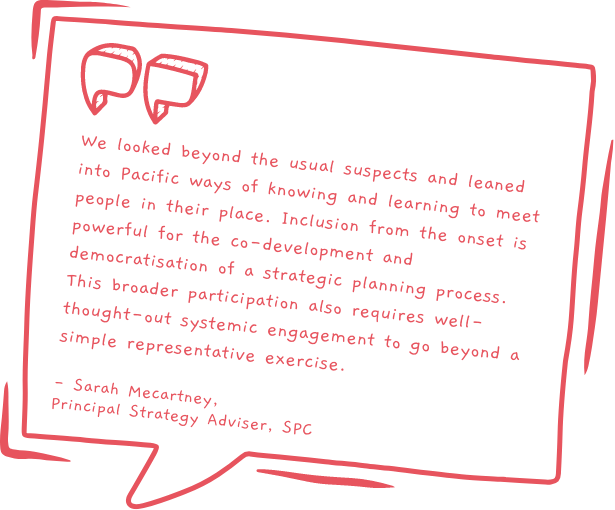 We looked beyond the usual suspects and leaned
into Pacific ways of knowing and learning to meet
people in their place. Inclusion from the onset is
powerful for the co-development and
democratisation of a strategic planning process.
This broader participation also requires well-
thought-out systemic engagement to go beyond a
simple representative exercise.
- Sarah Mecartney,
Principal Strategy Adviser, SPC